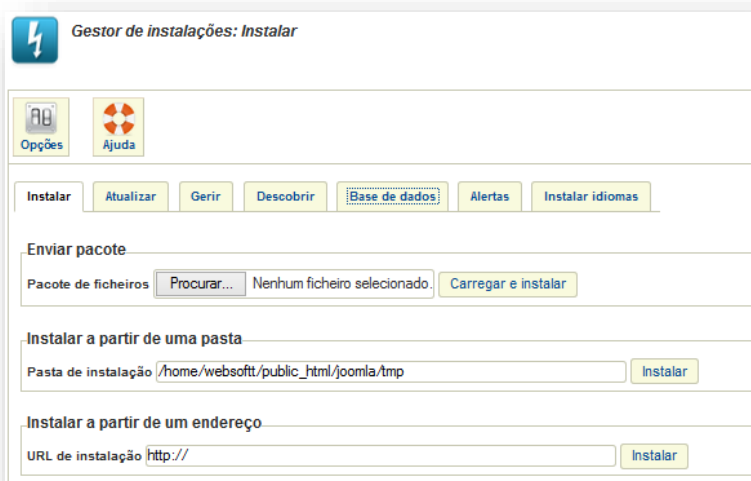 Gestor de instalações: Instalar
Opções Ajuda
Instalar Atualizar Gerir Descobrir Base de dados Alertas Instalar idiomas
Enviar pacote
Pacote de ficheiros Procurar... Nenhum ficheiro selecionado. Carregar e instalar
Instalar a partir de uma pasta
Pasta de instalação /home/websoftt/public_html/joomla/tmp Instalar
Instalar a partir de um endereço
URL de instalação http:// Instalar